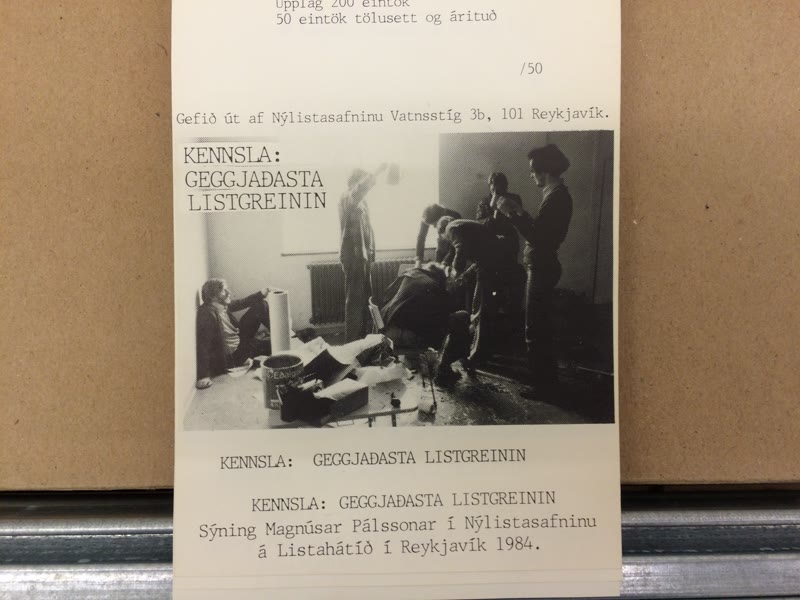 Upplag 200 eintök
50 eintök tölusett og árituð
/50
Gefið út af Nýlistasafninu Vatnsstíg 3b, 101 Reykjavík.
KENNSLA:
GEGGJAÐASTA
LISTGREININ
KENNSLA: GEGGJAÐASTA LISTGREININ
KENNSLA: GEGGJAÐASTA LISTGREININ
Sýning Magnúsar Pálssonar í Nýlistasafninu
á Listahátíð í Reykjavík 1984.